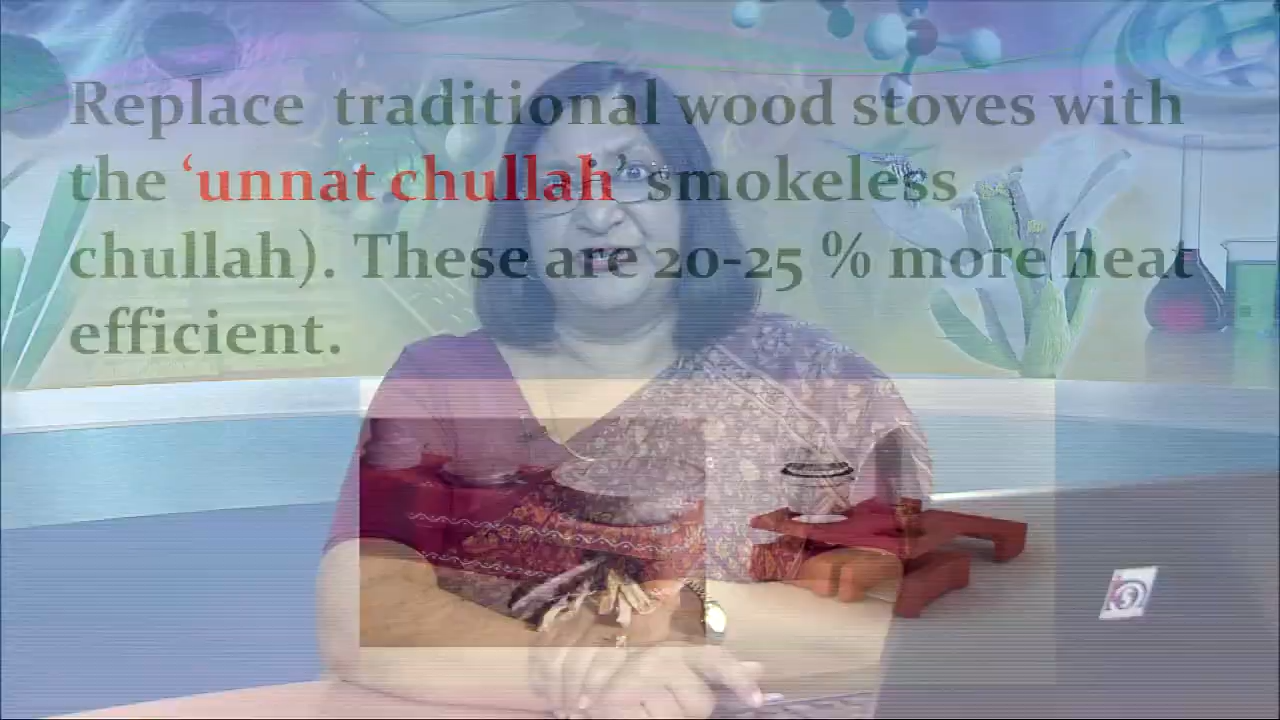 Replace traditional wood stoves with
the ‘unnat chullah’ smokeless
chullah). These are 20-25 % more heat
efficient.